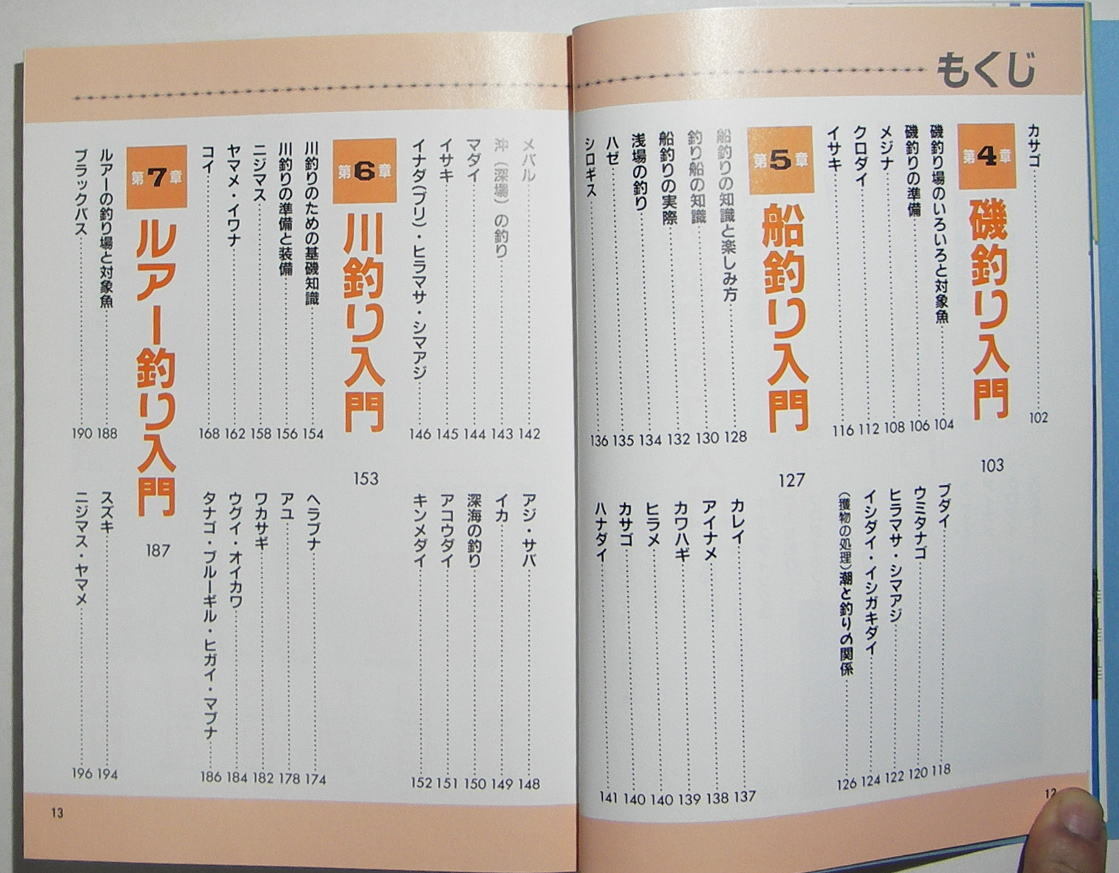 もくじ
カサゴ 102
第4章 磯釣り入門 103
磯釣り場のいろいろと対象魚 104
磯釣りの準備 106
メジナ 108
クロダイ 112
イサキ 116
ブダイ 118
ウミタナゴ 120
ヒラマサ・シマアジ 122
イシダイ・イシガキダイ 124
(獲物の処理)潮と釣りの関係 126
第5章 船釣り入門 127
船釣りの知識と楽しみ方 128
釣り船の知識 130
船釣りの実際 132
浅場の釣り 134
ハゼ 135
シロギス 136
カレイ 137
アイナメ 138
カワハギ 139
ヒラメ 140
カサゴ 140
ハナダイ 141
12
メバル 142
沖(深場)の釣り 143
マダイ 144
イサキ 145
イナダ(ブリ)・ヒラマサ・シマアジ 146
アジ・サバ 148
イカ 149
深海の釣り 150
アコウダイ 151
キンメダイ 152
第6章 川釣り入門 153
川釣りのための基礎知識 154
川釣りの準備と装備 156
ニジマス 158
ヤマメ・イワナ 162
コイ 168
ヘラブナ 174
アユ 178
ワカサギ 182
ウグイ・オイカワ 184
タナゴ・ブルーギル・ヒガイ・マブナ 186
第7章 ルアー釣り入門 187
ルアーの釣り場と対象魚 188
ブラックバス 190
スズキ 194
ニジマス・ヤマメ 196
13